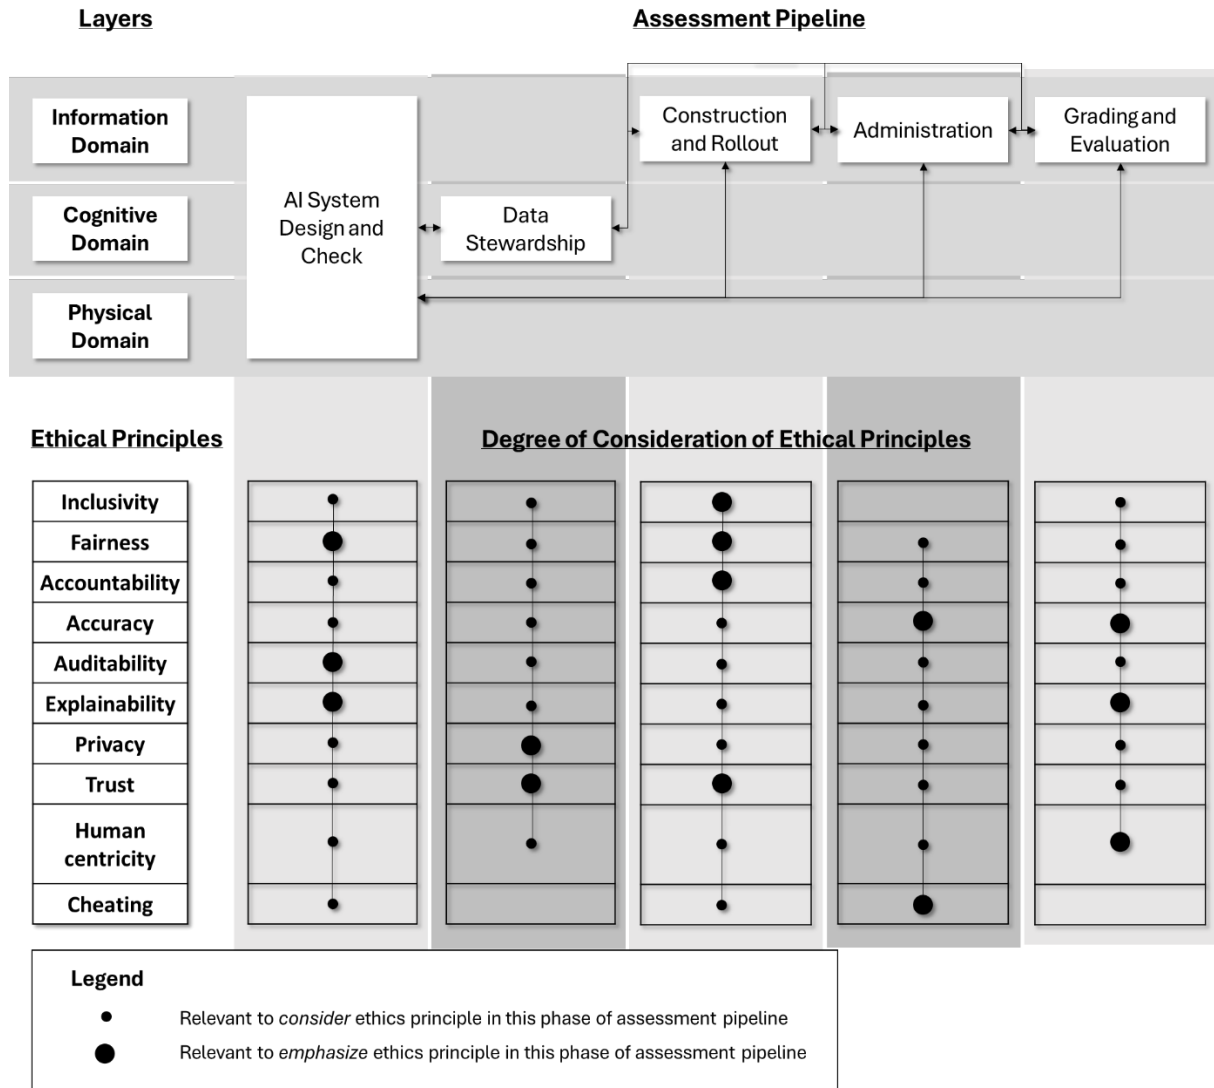 Layers
Assessment Pipeline
Information
Domain
Cognitive
Domain
Physical
Domain
AI System
Design and
Check
Data
Stewardship
Construction
and Rollout
Administration
Grading and
Evaluation
Ethical Principles
Degree of Consideration of Ethical Principles
Inclusivity
Fairness
Accountability
Accuracy
Auditability
Explainability
Privacy
Trust
Human
centricity
Cheating
Legend
Relevant to consider ethics principle in this phase of assessment pipeline
Relevant to emphasize ethics principle in this phase of assessment pipeline